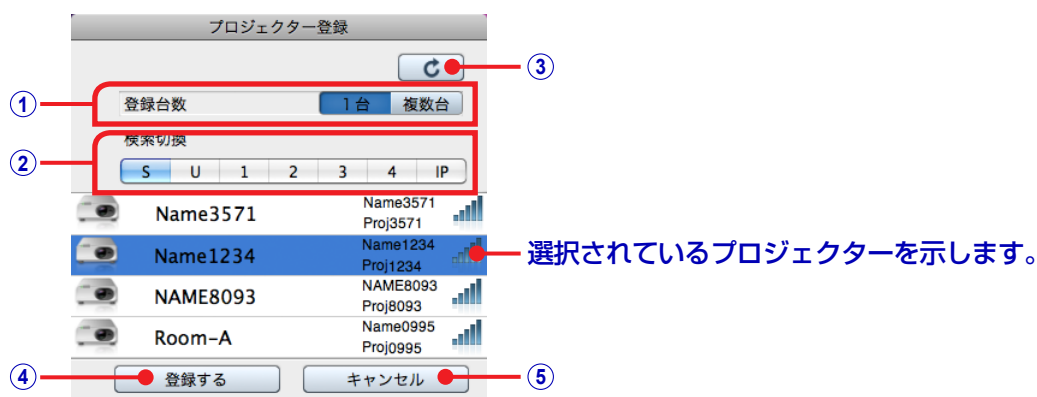 プロジェクター登録
③
① 登録台数 1台 複数台
検索切換
② S U 1 2 3 4 IP
Name3571 Name3571
Proj3571
Name1234 Name1234
Proj1234
選択されているプロジェクターを示します。
NAME8093 NAME8093
Proj8093
Room-A Name0995
Proj0995
④ 登録する キャンセル ⑤